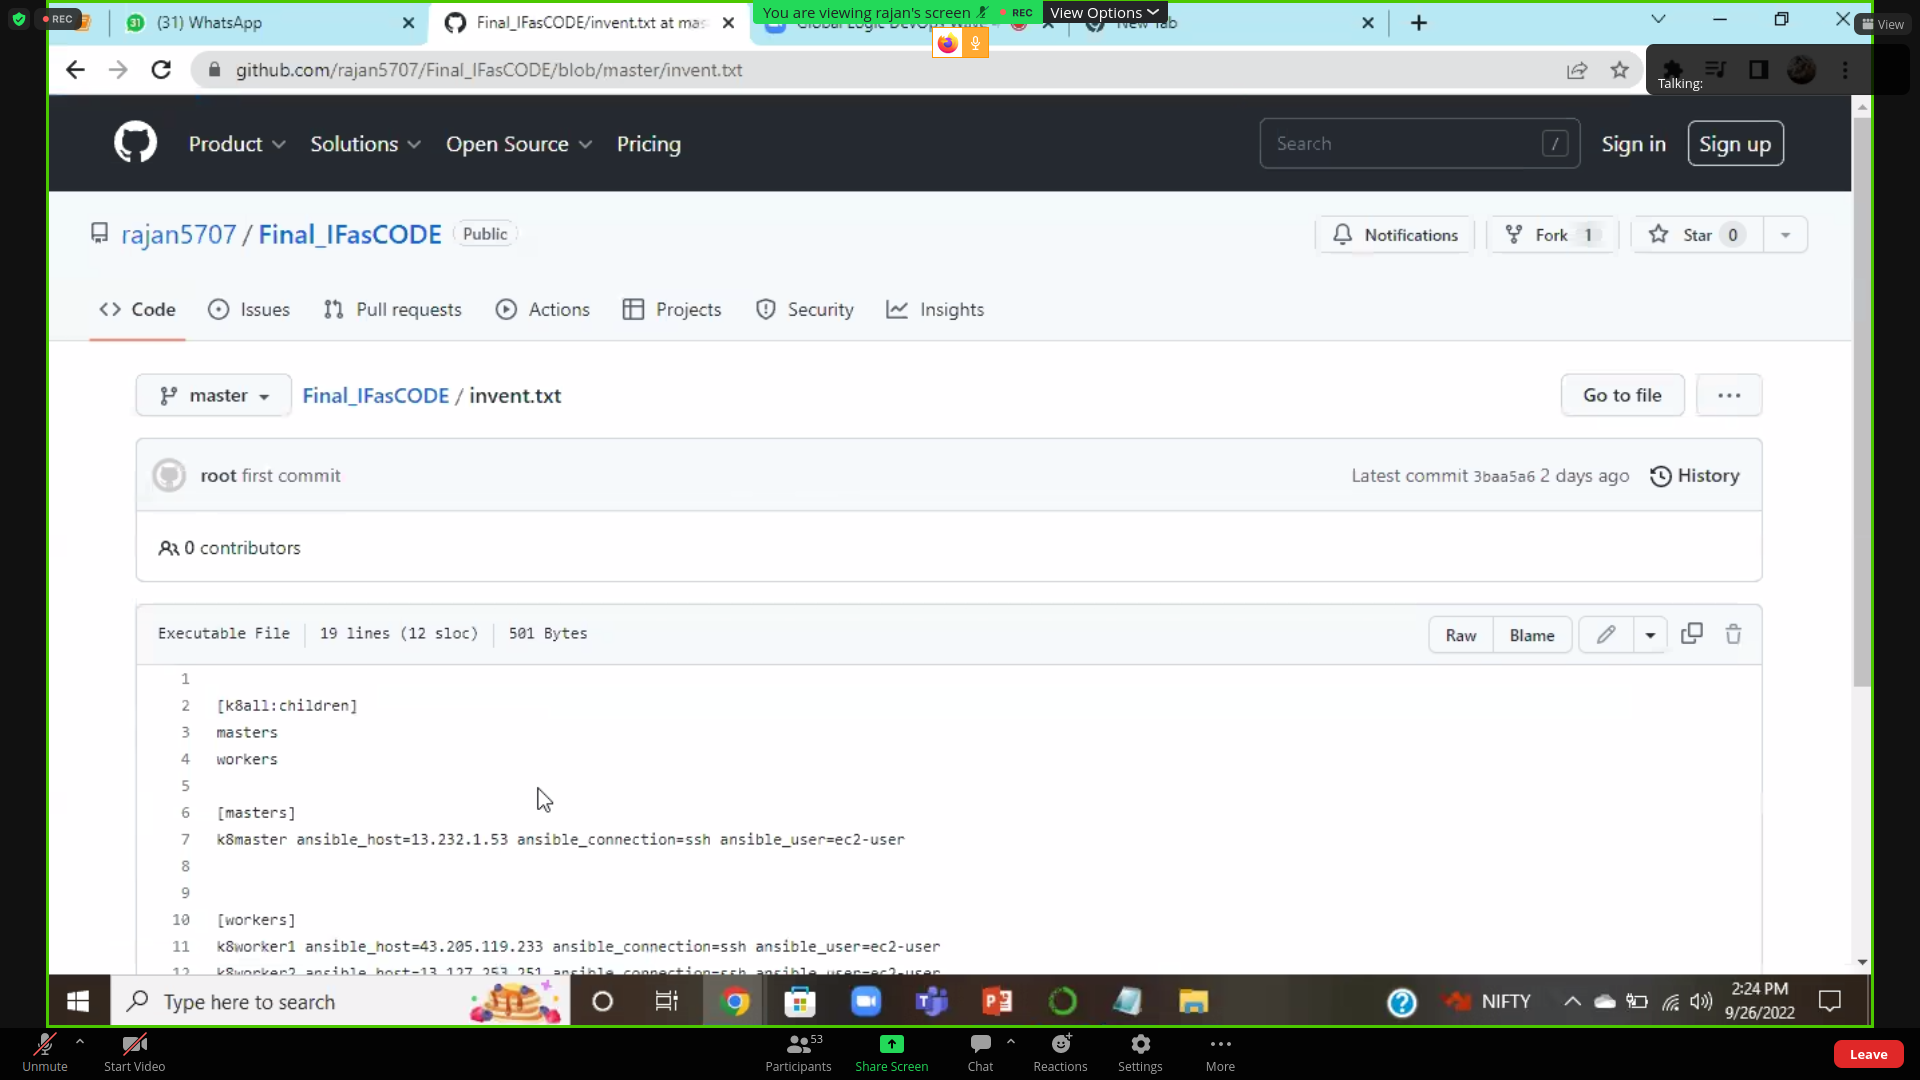 REC
(31) WhatsApp
Final_IFasCODE/invent.txt at mas
You are viewing rajan's screen
REC
View Options
New Tab
View
github.com/rajan5707/Final_IFasCODE/blob/master/invent.txt
Talking:
Product
Solutions
Open Source
Pricing
Search
/
Sign in
Sign up
rajan5707 / Final_IFasCODE
Public
Notifications
Fork 1
Star 0
Code
Issues
Pull requests
Actions
Projects
Security
Insights
master
Final_IFasCODE / invent.txt
Go to file
root first commit
Latest commit 3baa5a6 2 days ago
History
0 contributors
Executable File
19 lines (12 sloc)
501 Bytes
Raw
Blame
1
2 [k8all:children]
3 masters
4 workers
5
6 [masters]
7 k8master ansible_host=13.232.1.53 ansible_connection=ssh ansible_user=ec2-user
8
9
10 [workers]
11 k8worker1 ansible_host=43.205.119.233 ansible_connection=ssh ansible_user=ec2-user
12 k8worker2 ansible_host=13.127.253.251 ansible_connection=ssh ansible_user=ec2-user
Type here to search
NIFTY
2:24 PM
9/26/2022
Unmute
Start Video
Participants
53
Share Screen
Chat
Reactions
Settings
More
Leave